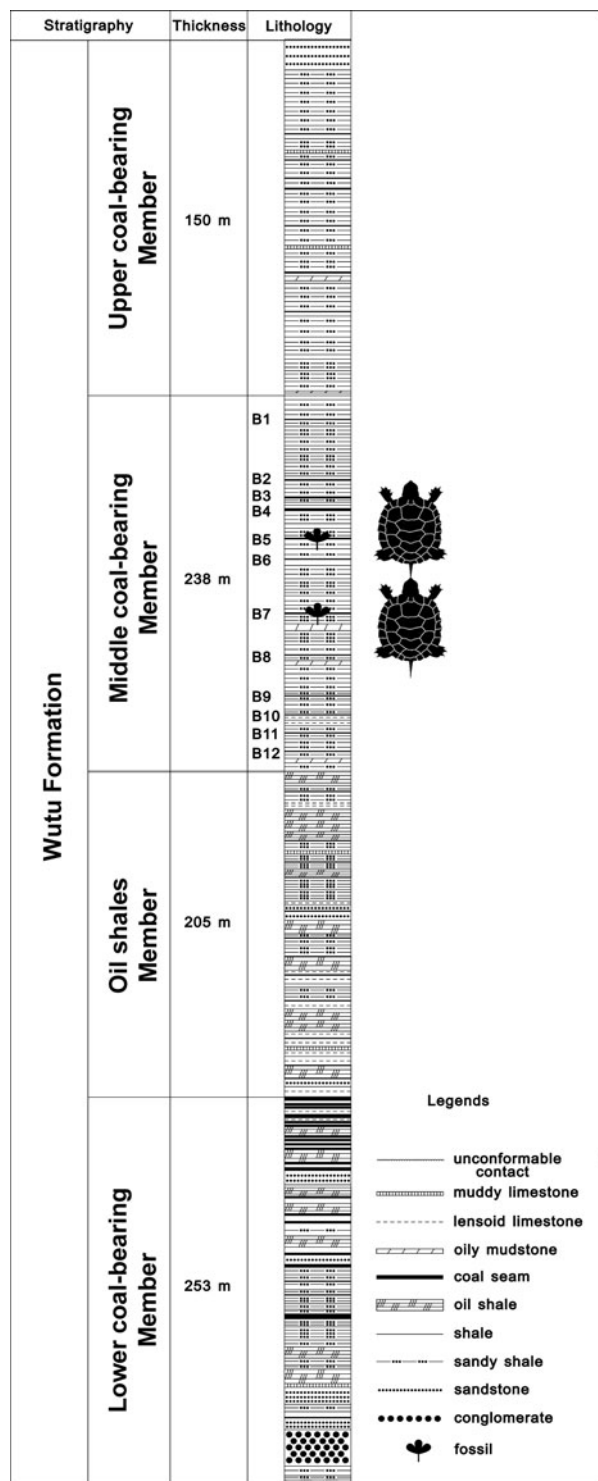 Stratigraphy Thickness Lithology
Wutu Formation
Upper coal-bearing
Member
150 m
Middle coal-bearing
Member
238 m
B1
B2
B3
B4
B5
B6
B7
B8
B9
B10
B11
B12
Oil shales
Member
205 m
Lower coal-bearing
Member
253 m
Legends
unconformable
contact
muddy limestone
lensoid limestone
oily mudstone
coal seam
oil shale
shale
sandy shale
sandstone
conglomerate
fossil